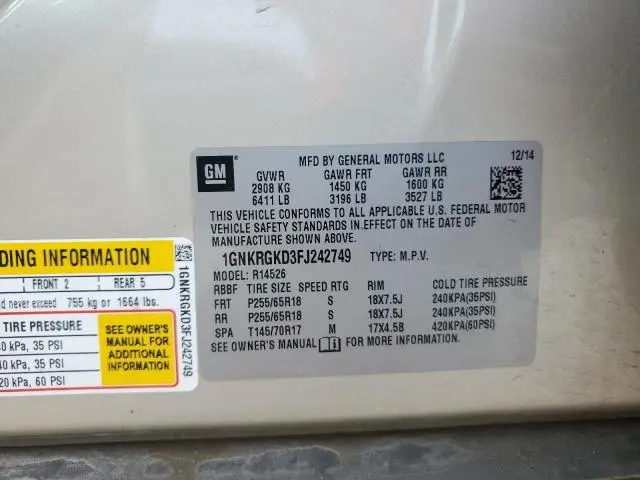 GM
MFD BY GENERAL MOTORS LLC 12/14
GVWR GAWR FRT GAWR RR
2908 KG 1450 KG 1600 KG
6411 LB 3196 LB 3527 LB
THIS VEHICLE CONFORMS TO ALL APPLICABLE U.S. FEDERAL MOTOR
VEHICLE SAFETY STANDARDS IN EFFECT ON THE DATE OF
MANUFACTURE SHOWN ABOVE.
1GNKRGKD3FJ242749 TYPE: M.P.V.
MODEL: R14526
RBBF TIRE SIZE SPEED RTG RIM COLD TIRE PRESSURE
FRT P255/65R18 S 18X7.5J 240KPA(35PSI)
RR P255/65R18 S 18X7.5J 240KPA(35PSI)
SPA T145/70R17 M 17X4.5B 420KPA(60PSI)
SEE OWNER'S MANUAL FOR MORE INFORMATION.
DING INFORMATION
FRONT 2 REAR 5
d never exceed 755 kg or 1664 lbs.
TIRE PRESSURE
0 kPa, 35 PSI
40 kPa, 35 PSI
20 kPa, 60 PSI
SEE OWNER'S
MANUAL FOR
ADDITIONAL
INFORMATION
1GNKRGKD3FJ242749